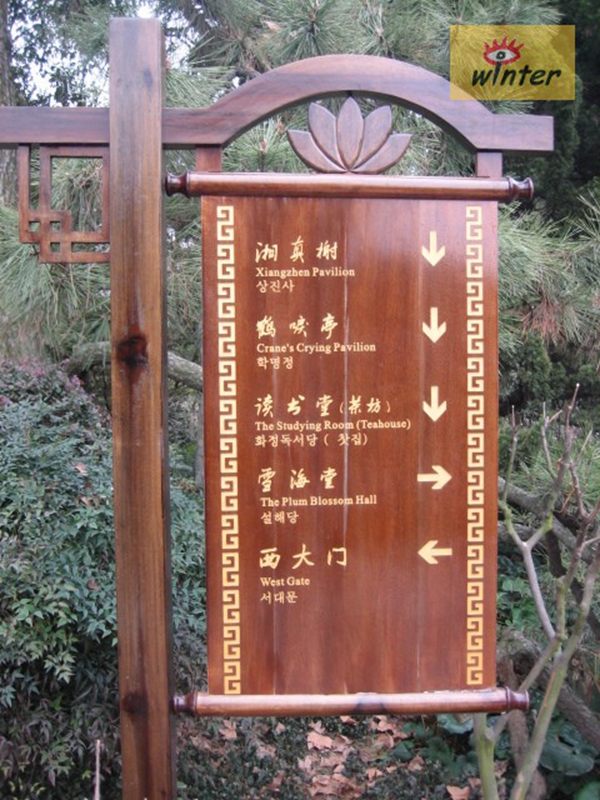 winter
湘真榭
Xiangzhen Pavilion
상진사
鹤唳亭
Crane's Crying Pavilion
학명정
读书堂(茶坊)
The Studying Room (Teahouse)
화정독서당 ( 찻집)
雪海堂
The Plum Blossom Hall
설해당
西大门
West Gate
서대문